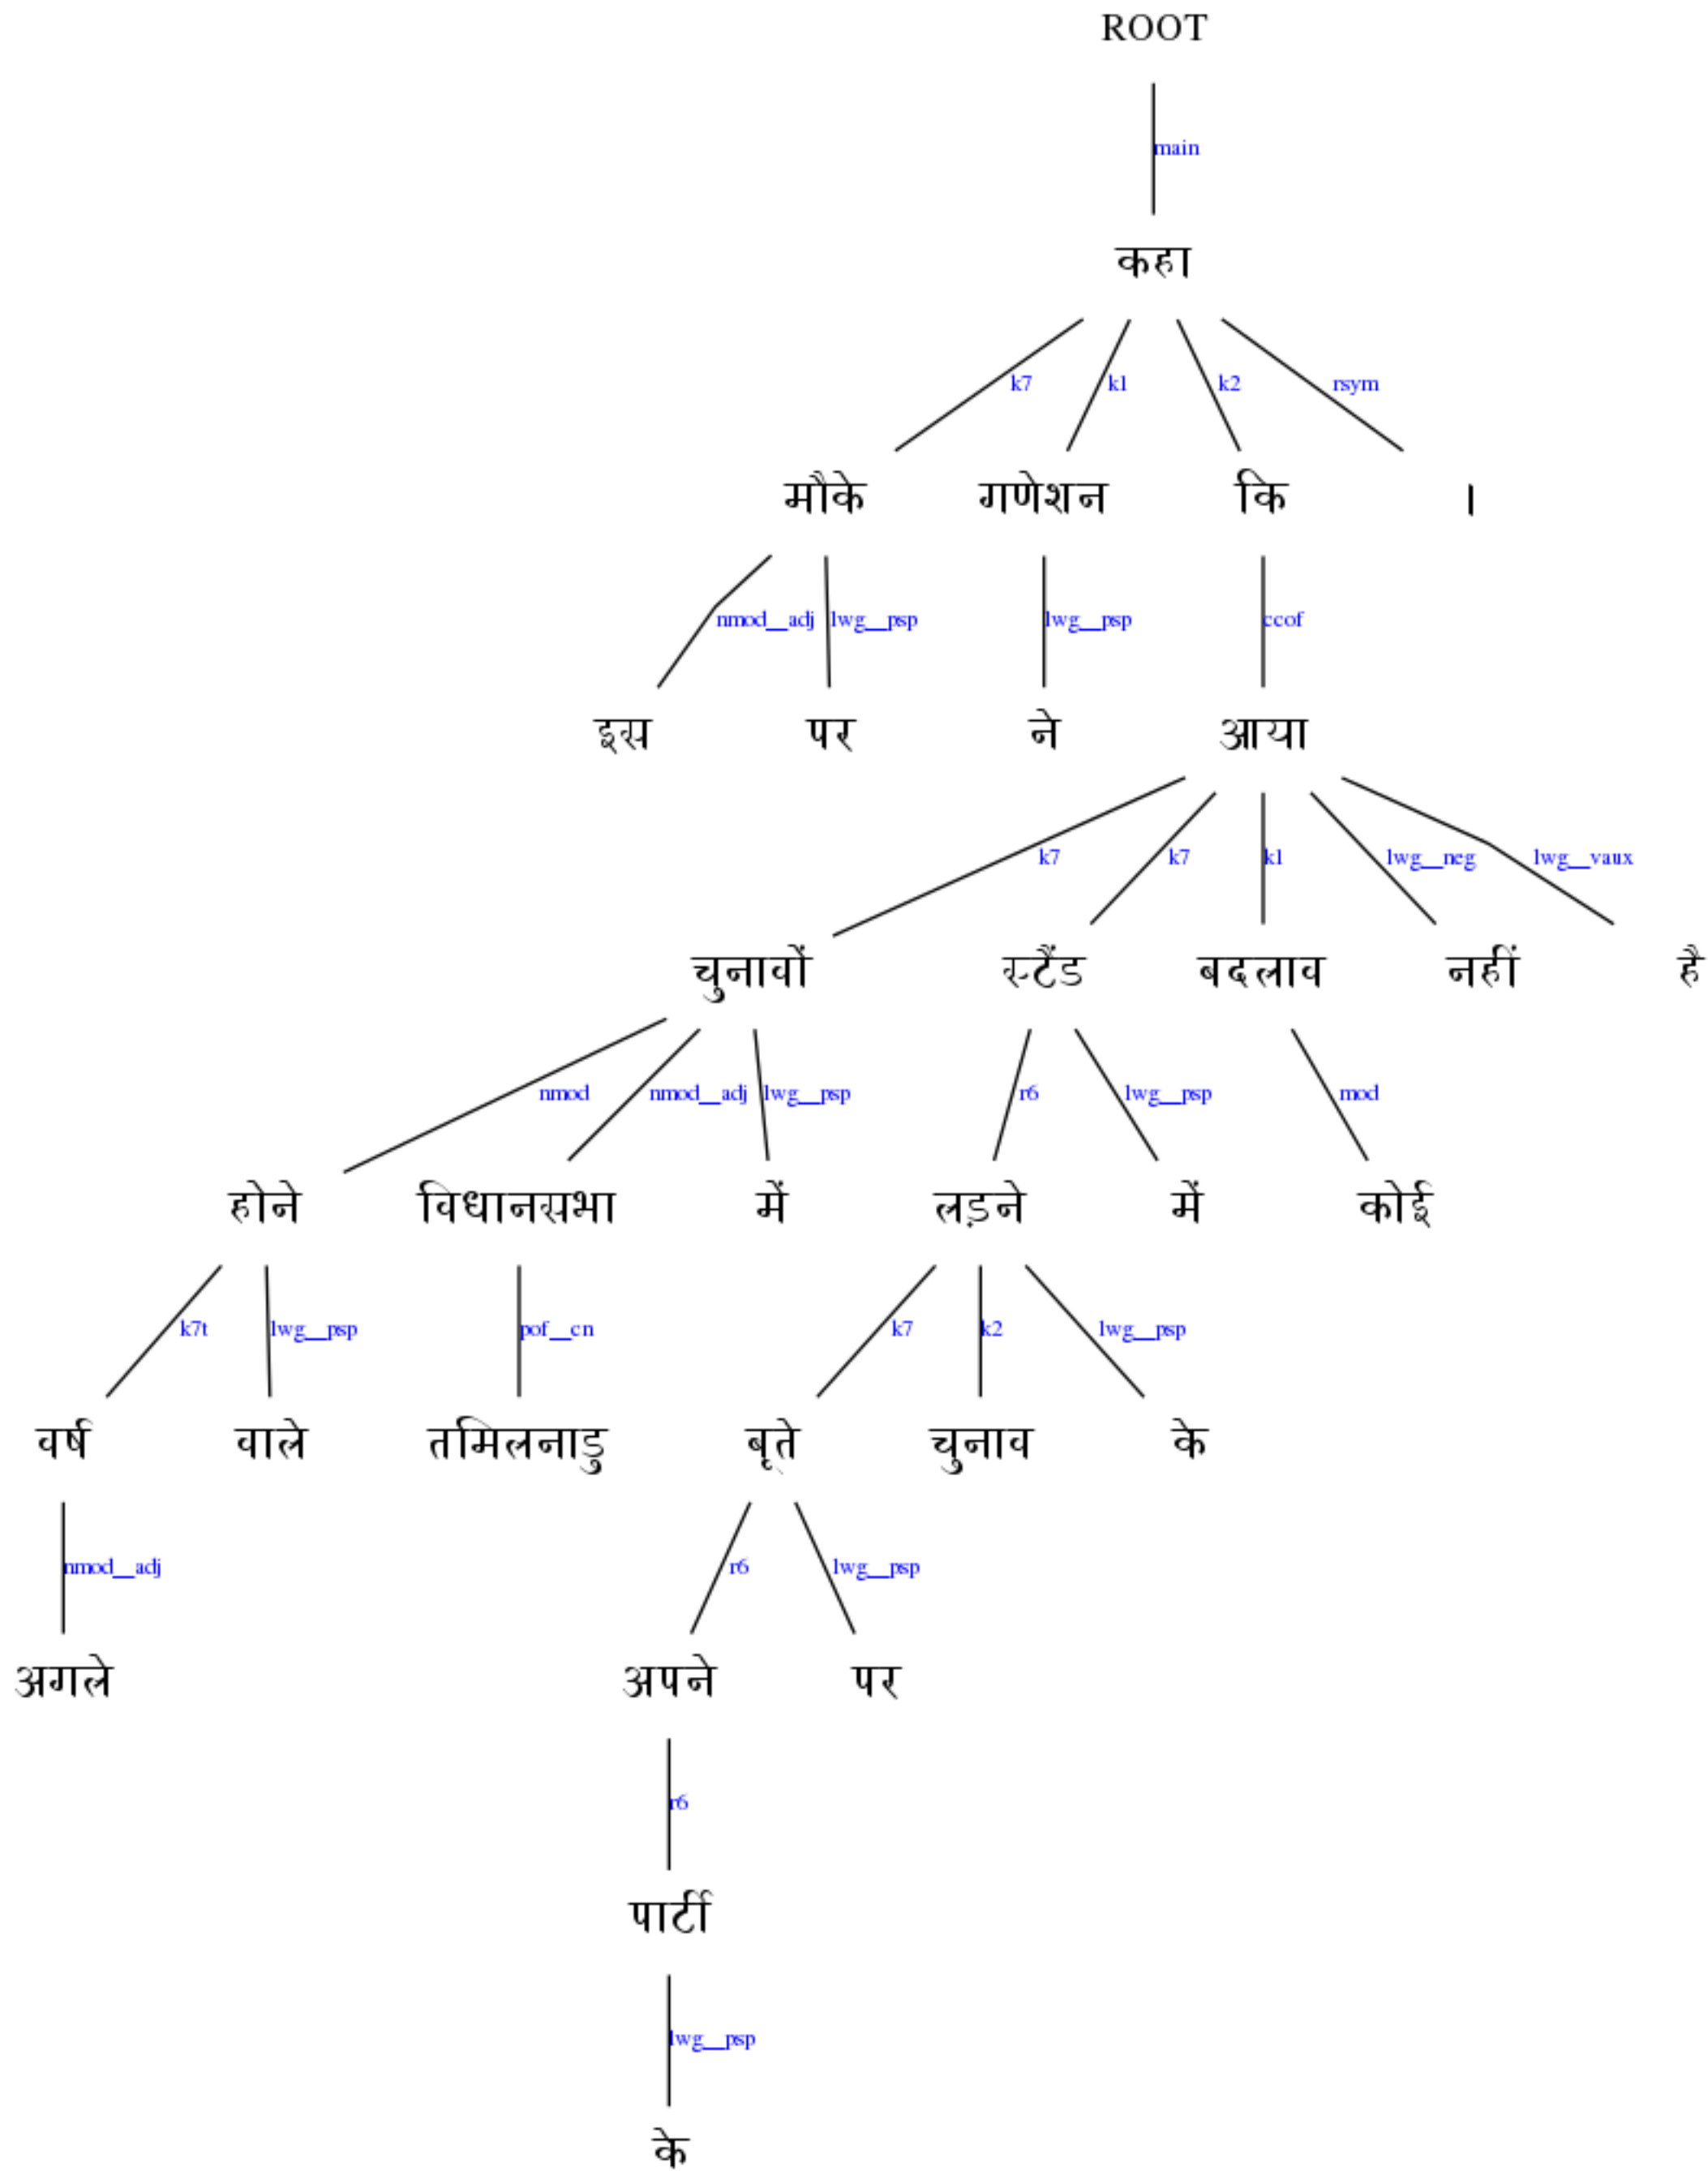 ROOT
main
कहा
k7 k1 k2 rsym
मौके गणेशन कि ।
nmod__adj lwg__psp lwg__psp ccof
इस पर ने आया
k7 k7 k1 lwg__neg lwg__vaux
चुनावों स्टैंड बदलाव नहीं है
nmod nmod__adj lwg__psp r6 lwg__psp mod
होने विधानसभा में लड़ने में कोई
k7t lwg__psp pof__cn k7 k2 lwg__psp
वर्ष वाले तमिलनाडु बूते चुनाव के
nmod__adj r6 lwg__psp
अगले अपने पर
r6
पार्टी
lwg__psp
के